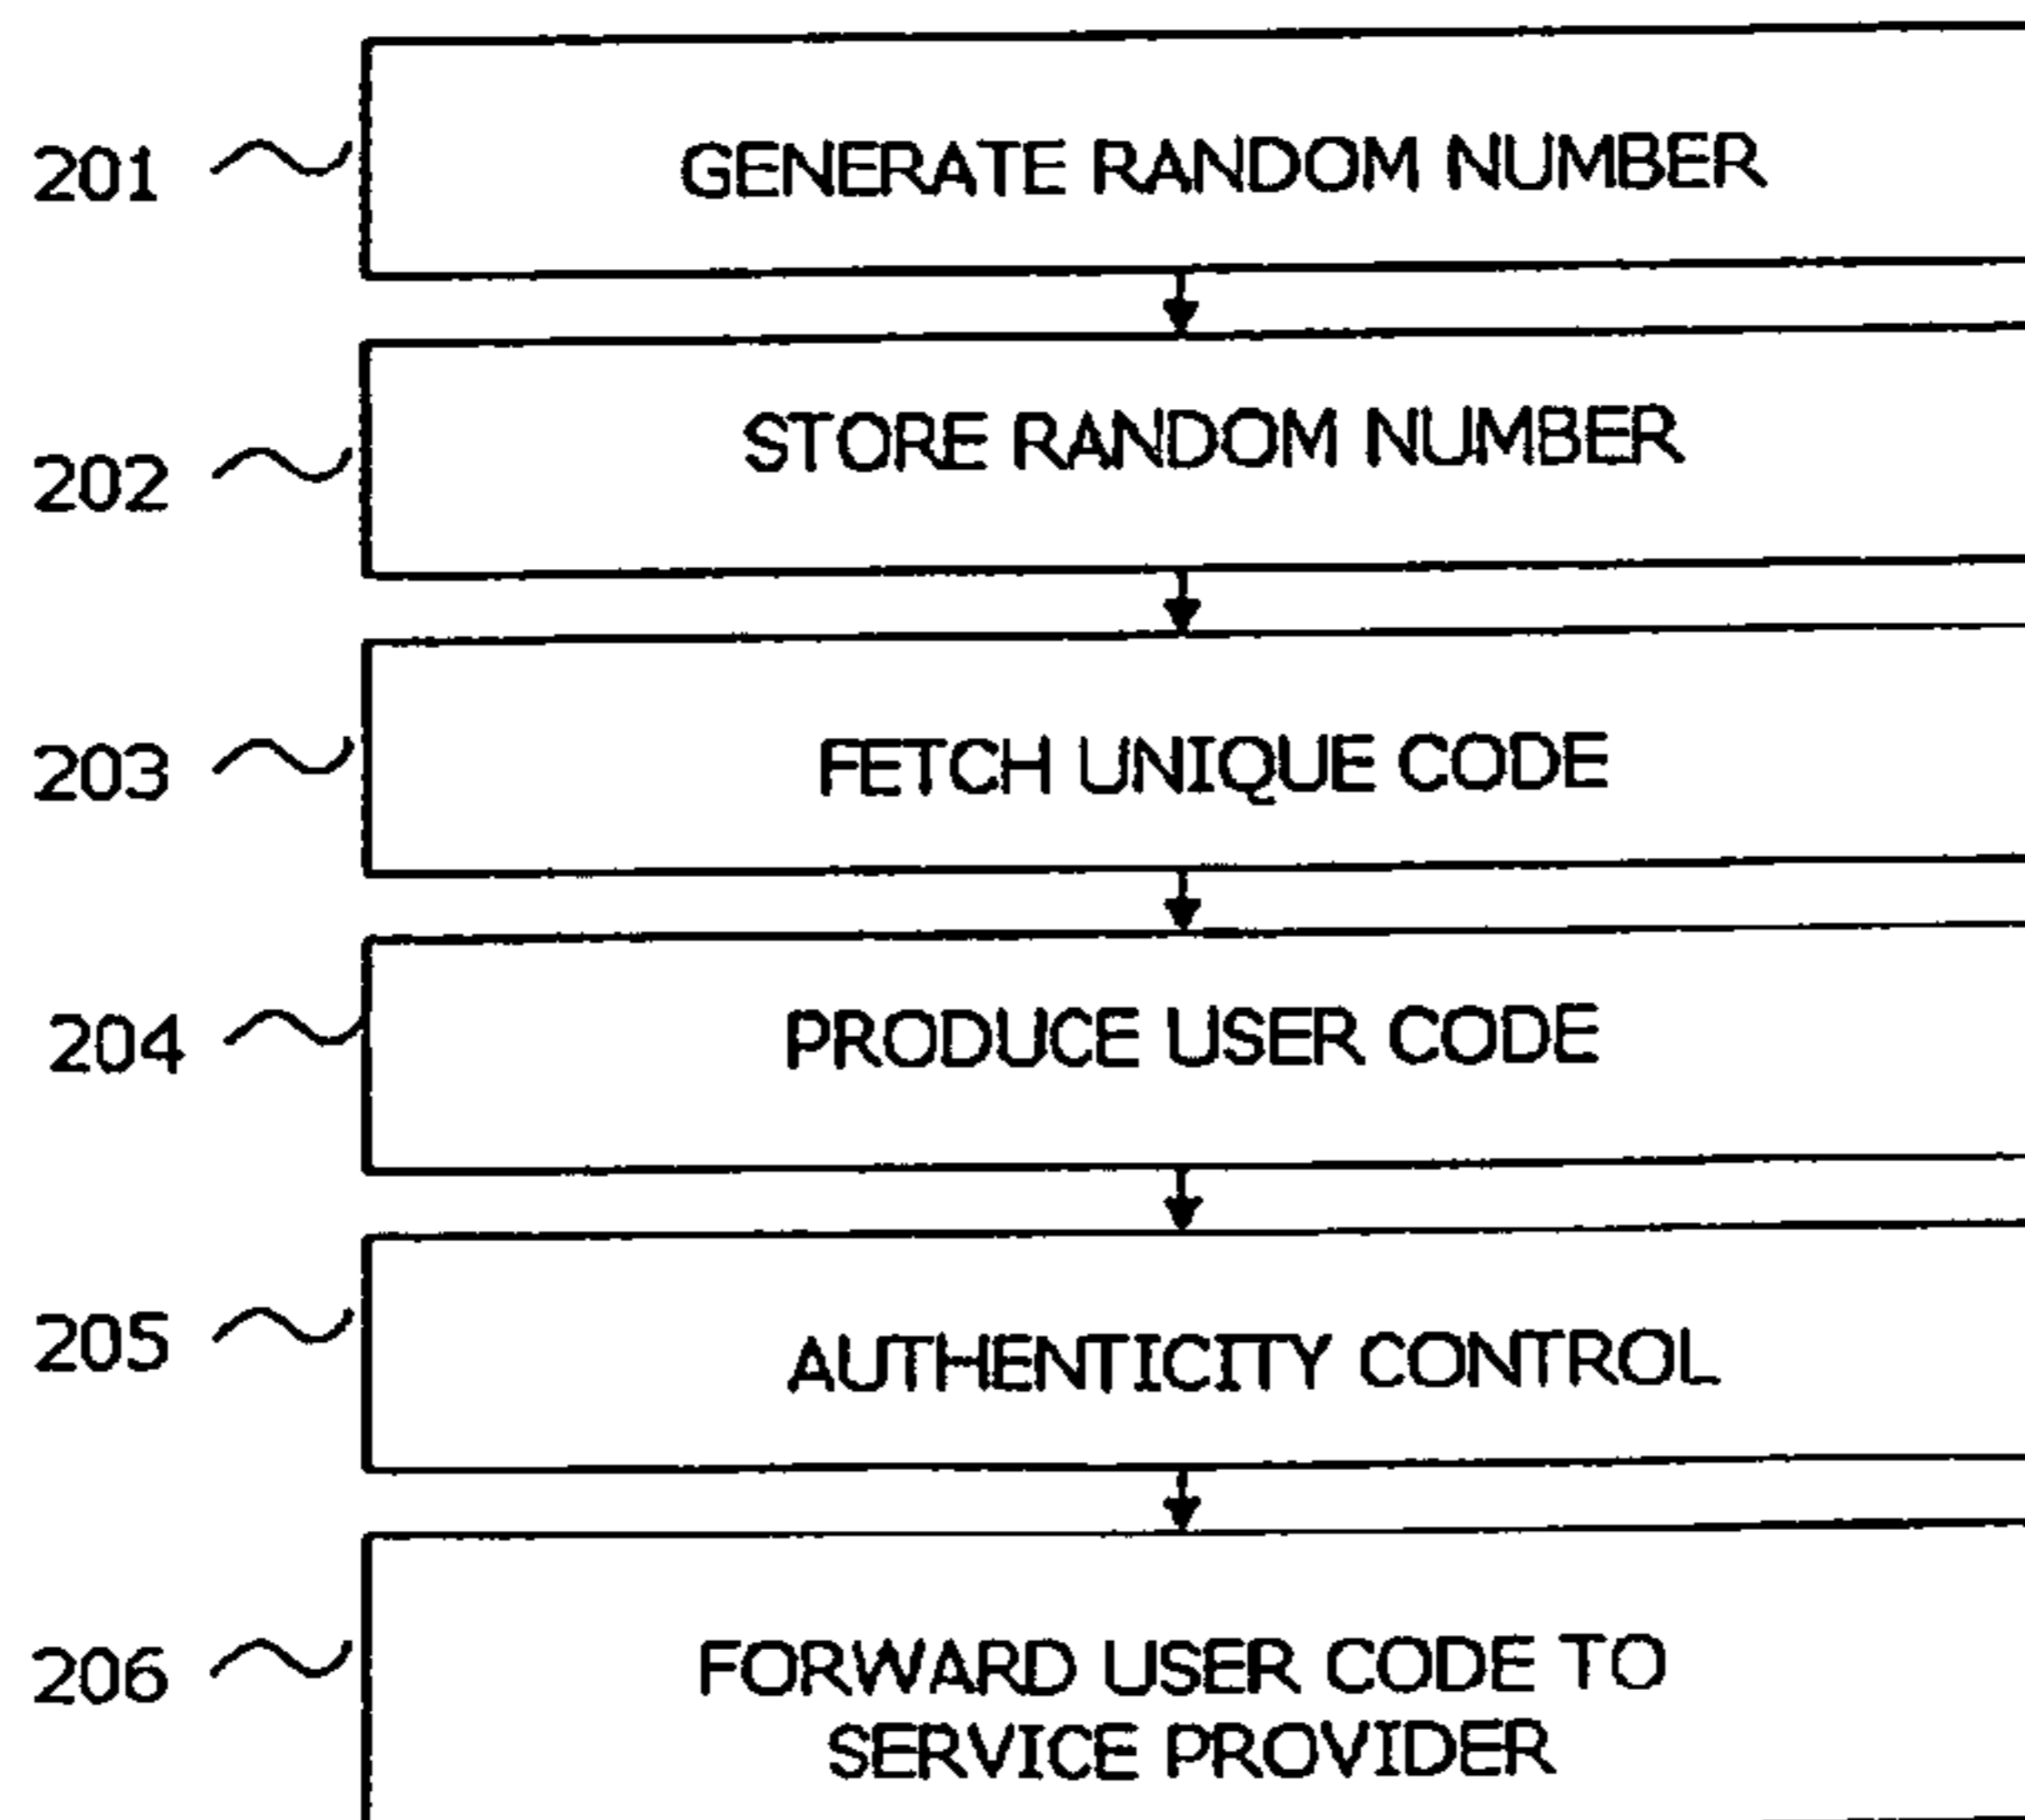 201 GENERATE RANDOM NUMBER
202 STORE RANDOM NUMBER
203 FETCH UNIQUE CODE
204 PRODUCE USER CODE
205 AUTHENTICITY CONTROL
206 FORWARD USER CODE TO
SERVICE PROVIDER